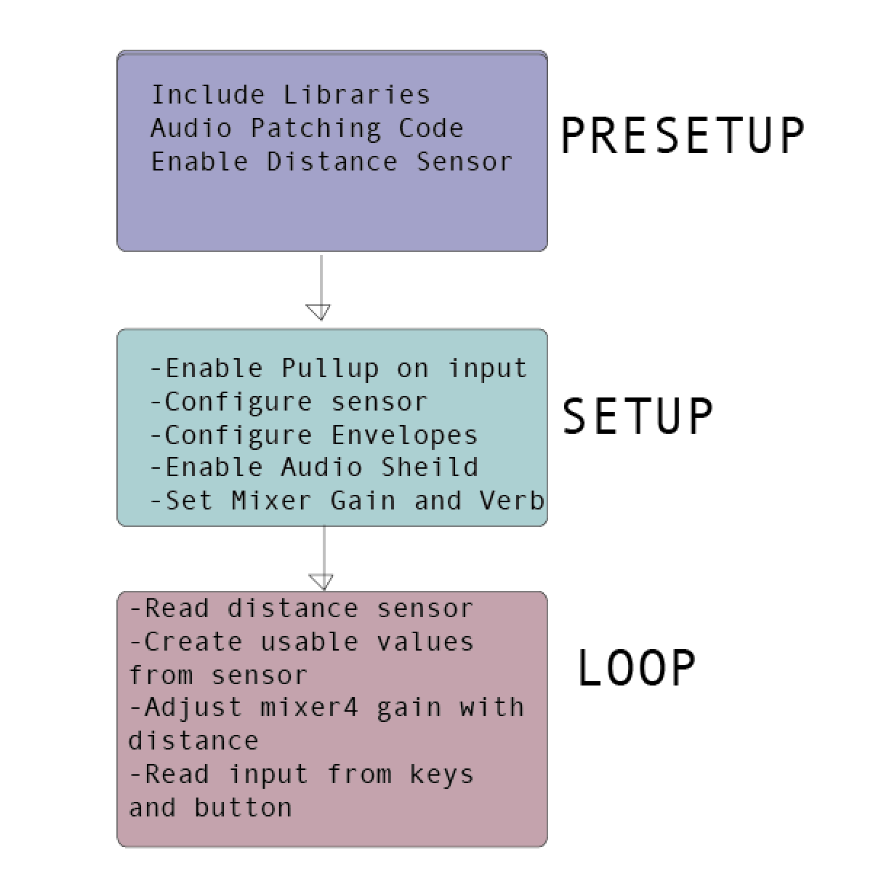 Include Libraries
Audio Patching Code
Enable Distance Sensor
PRESETUP
-Enable Pullup on input
-Configure sensor
-Configure Envelopes
-Enable Audio Sheild
-Set Mixer Gain and Verb
SETUP
-Read distance sensor
-Create usable values
from sensor
-Adjust mixer4 gain with
distance
-Read input from keys
and button
LOOP